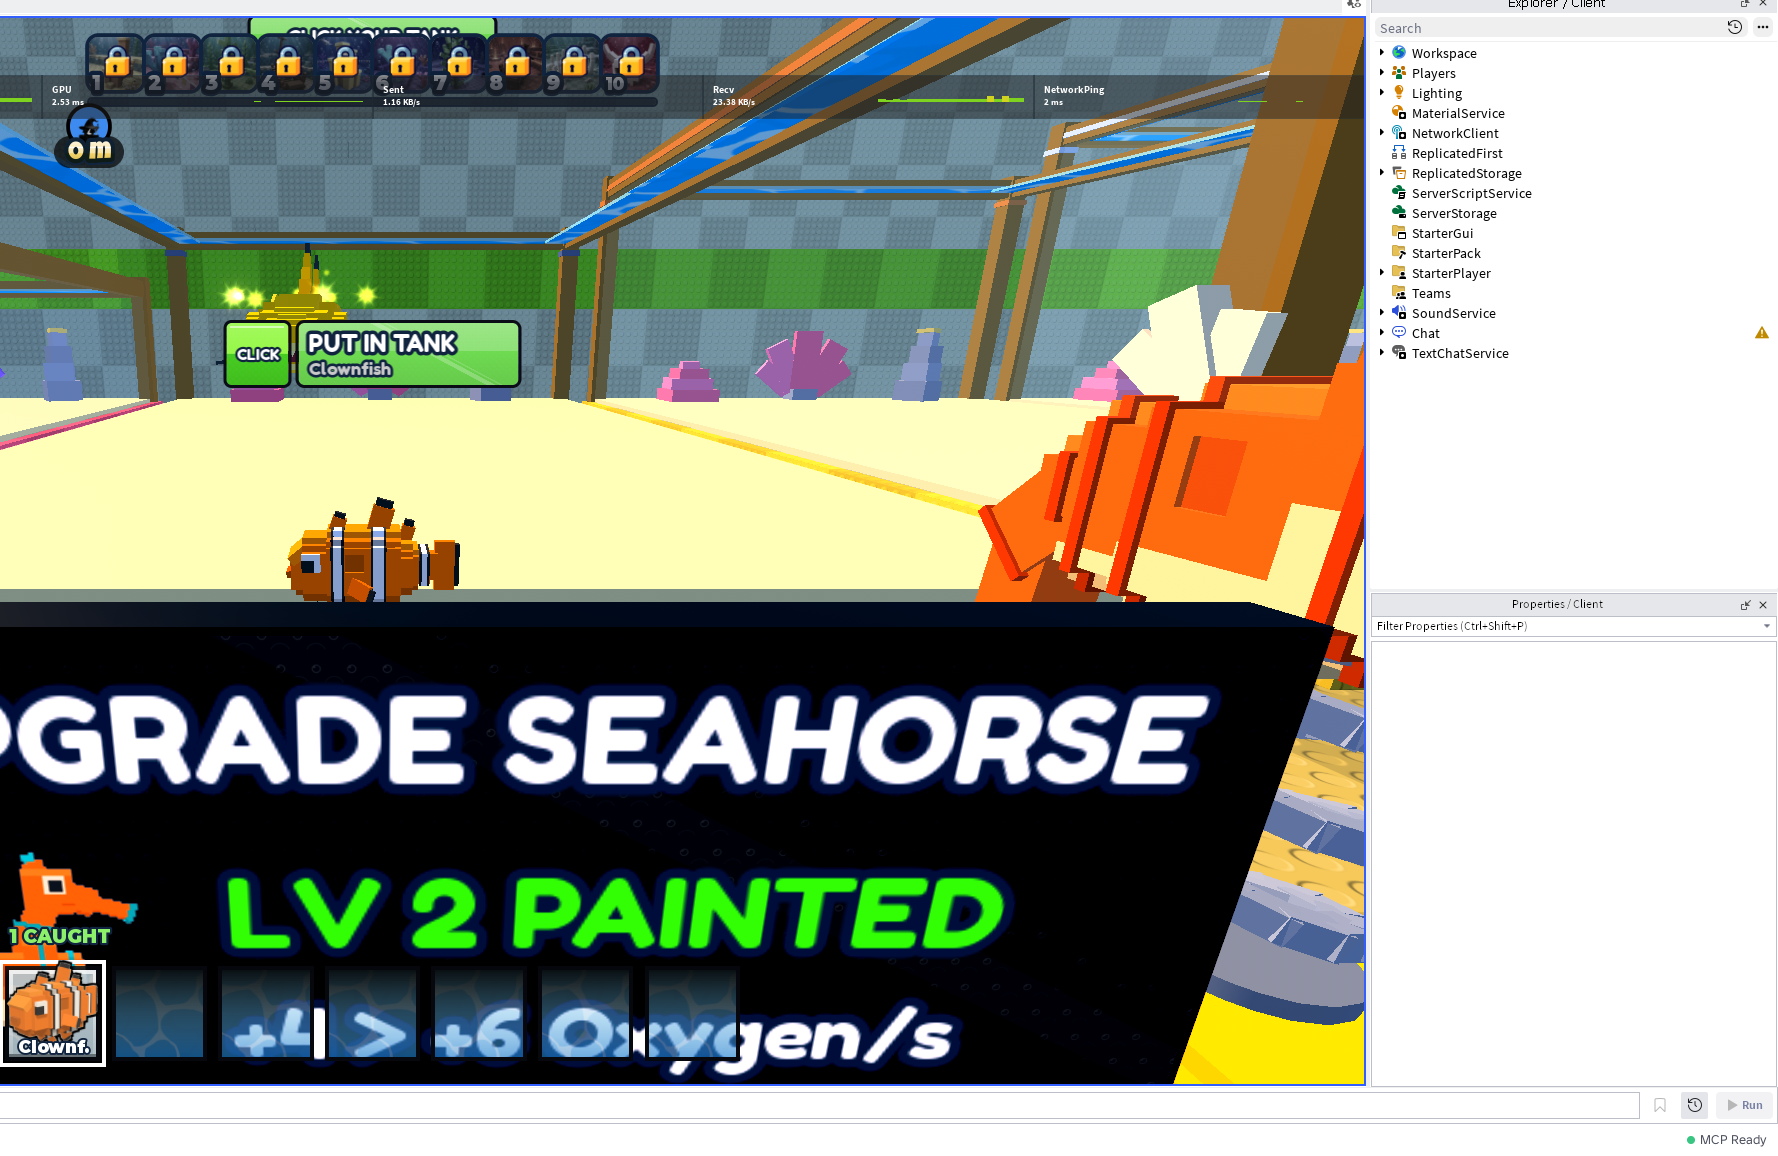 Explorer / Client
CLICK YOUR TANK
Search
1
2
3
4
5
6
7
8
9
10
GPU
2.53 ms
Sent
1.16 KB/s
Recv
23.38 KB/s
NetworkPing
2 ms
0 m
Workspace
Players
Lighting
MaterialService
NetworkClient
ReplicatedFirst
ReplicatedStorage
ServerScriptService
ServerStorage
StarterGui
StarterPack
StarterPlayer
Teams
SoundService
Chat
TextChatService
CLICK
PUT IN TANK
Clownfish
Properties / Client
Filter Properties (Ctrl+Shift+P)
PGRADE SEAHORSE
LV 2 PAINTED
1 CAUGHT
+4 > +6 Oxygen/s
Clownf.
Run
MCP Ready